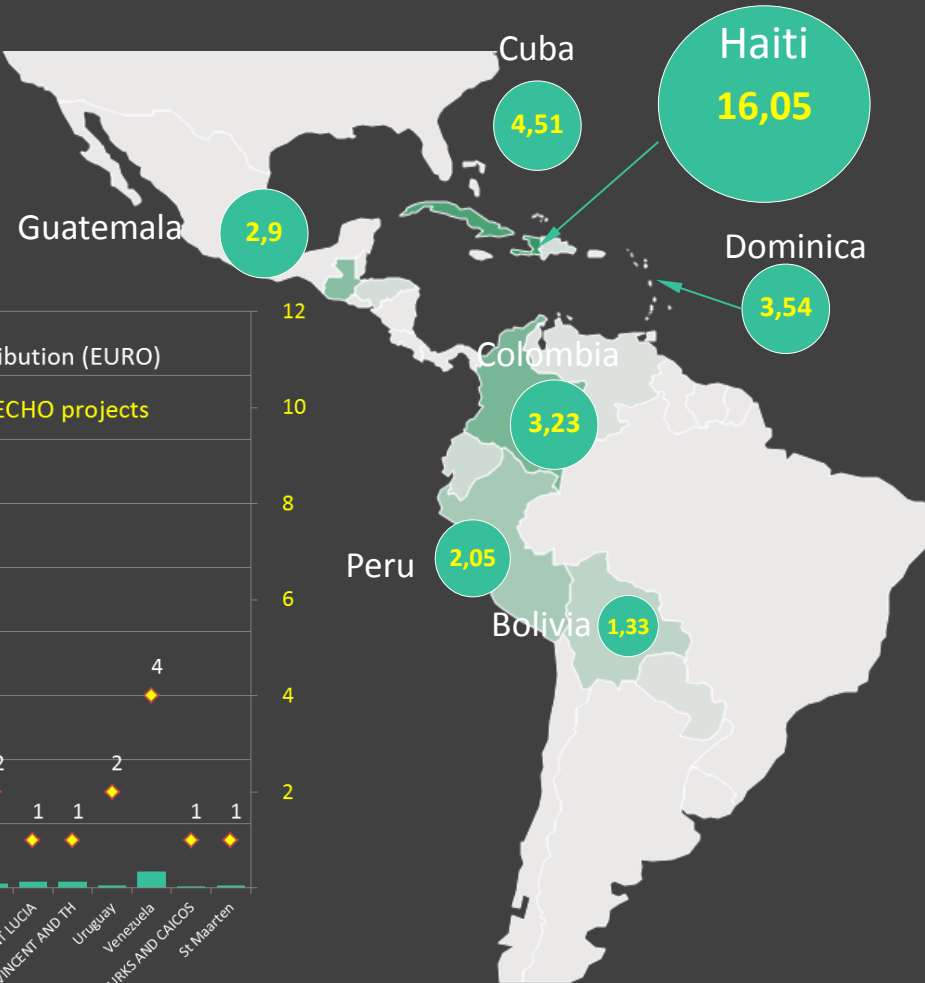 Cuba
4,51
Haiti
16,05
Guatemala
2,9
Dominica
3,54
Colombia
3,23
Peru
2,05
Bolivia
1,33
ibution (EURO)
ECHO projects
12
10
8
6
4
2
4
2
2
1
1
1
1
NT LUCIA
VINCENT AND TH
Uruguay
Venezuela
URKS AND CAICOS
St Maarten